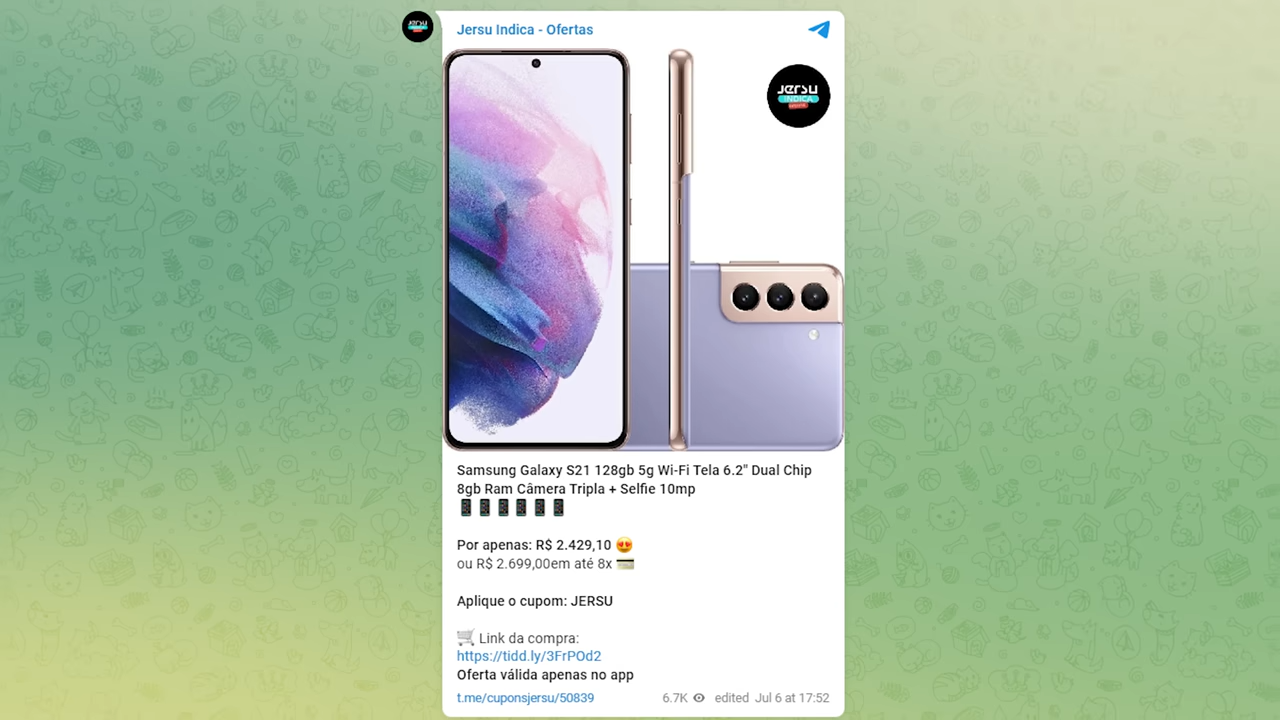 Jersu Indica - Ofertas
Jersu
INDICA
Samsung Galaxy S21 128gb 5g Wi-Fi Tela 6.2" Dual Chip
8gb Ram Câmera Tripla + Selfie 10mp
Por apenas: R$ 2.429,10
ou R$ 2.699,00em até 8x
Aplique o cupom: JERSU
Link da compra:
https://tidd.ly/3FrPOd2
Oferta válida apenas no app
t.me/cuponsjersu/50839 6.7K edited Jul 6 at 17:52